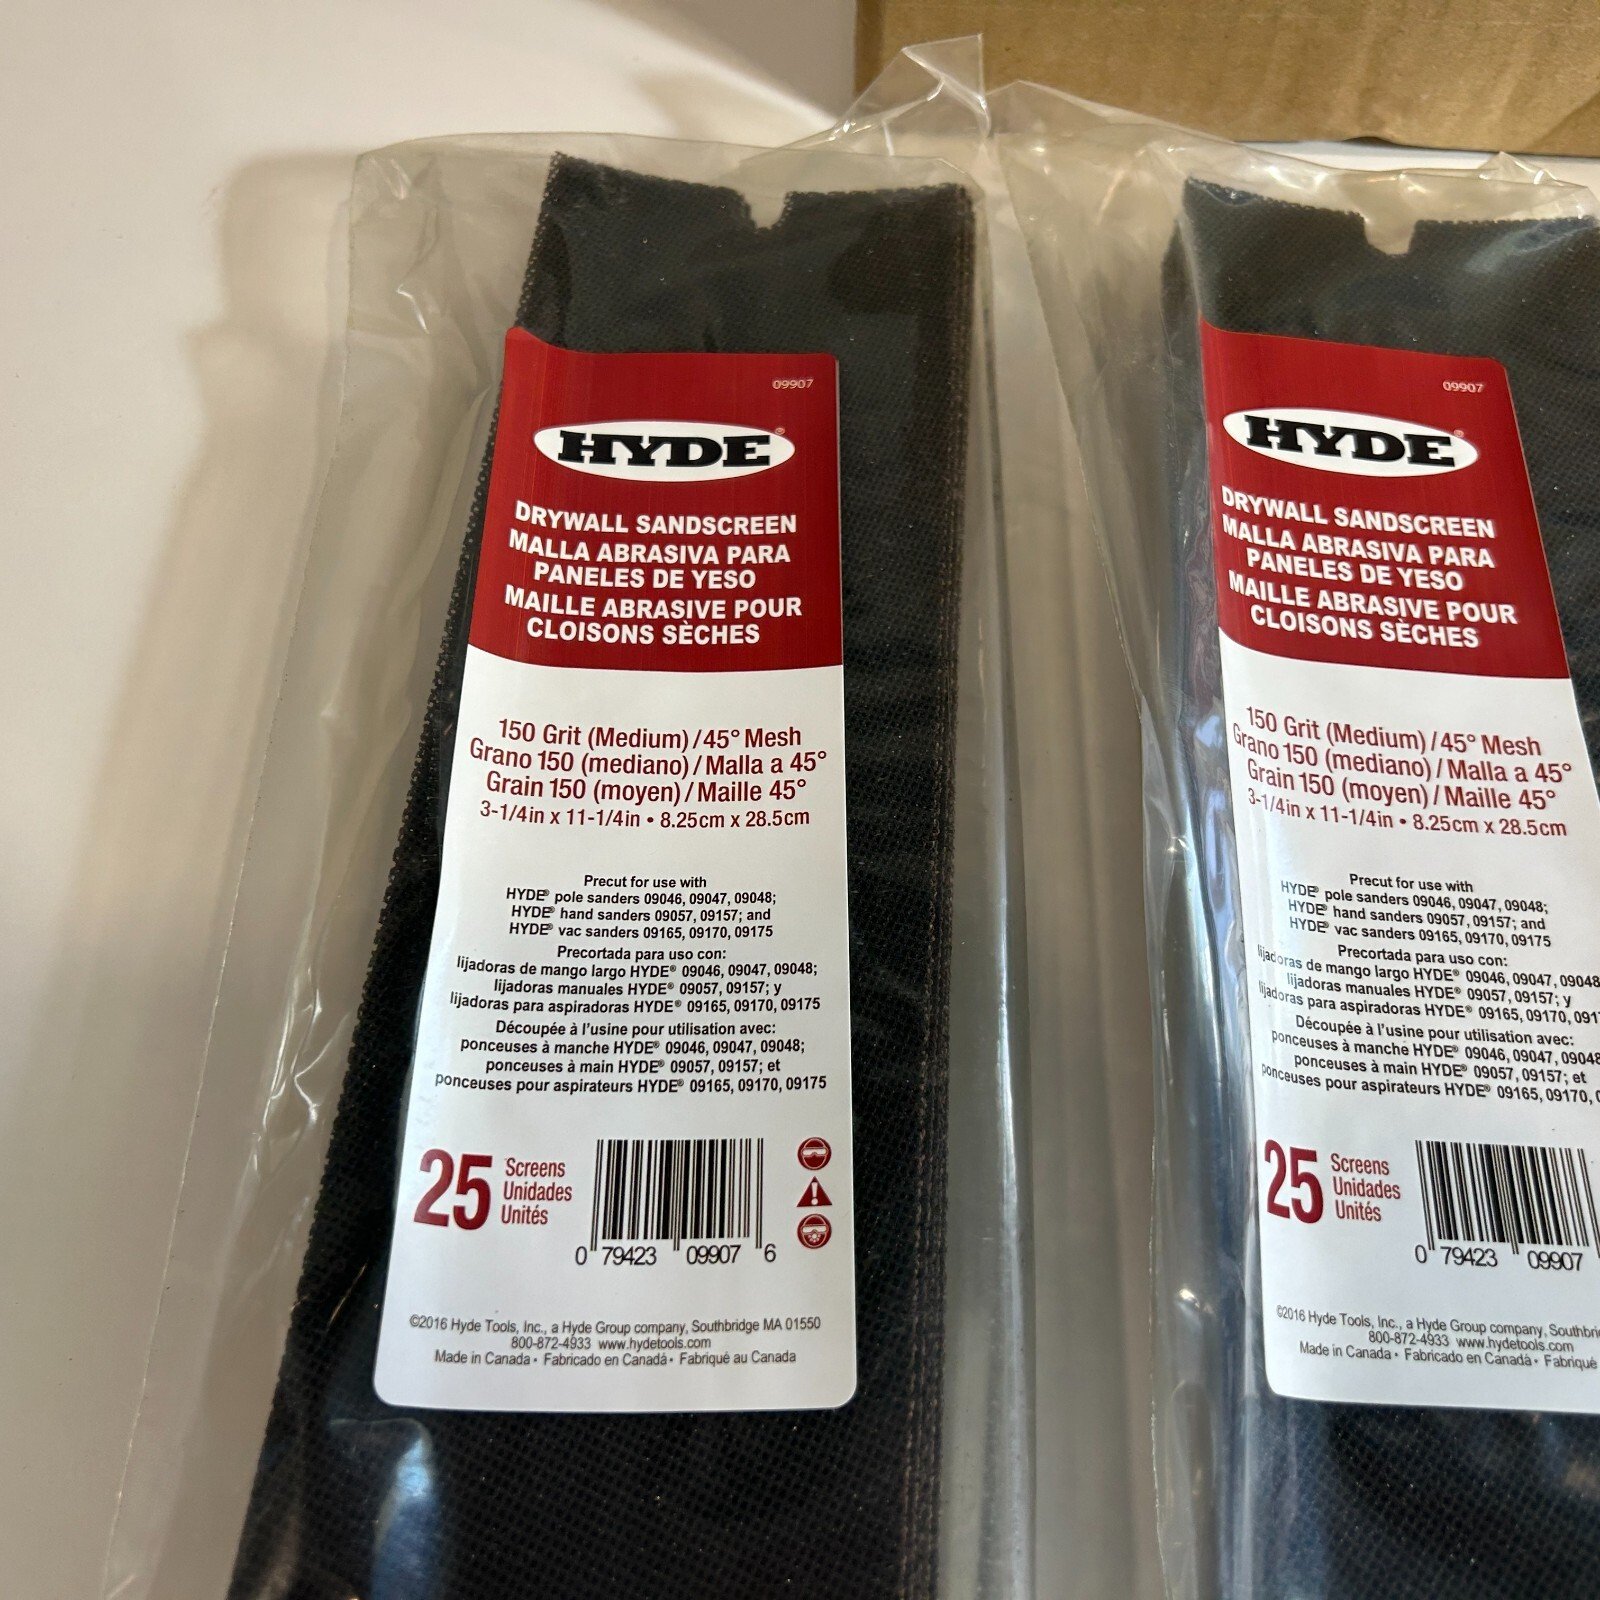 09907
HYDE®
DRYWALL SANDSCREEN
MALLA ABRASIVA PARA
PANELES DE YESO
MAILLE ABRASIVE POUR
CLOISONS SÈCHES
150 Grit (Medium) / 45° Mesh
Grano 150 (mediano) / Malla a 45°
Grain 150 (moyen) / Maille 45°
3-1/4in x 11-1/4in • 8.25cm x 28.5cm
Precut for use with
HYDE® pole sanders 09046, 09047, 09048;
HYDE® hand sanders 09057, 09157; and
HYDE® vac sanders 09165, 09170, 09175
Precortada para uso con:
lijadoras de mango largo HYDE® 09046, 09047, 09048;
lijadoras manuales HYDE® 09057, 09157; y
lijadoras para aspiradoras HYDE® 09165, 09170, 09175
Découpée à l'usine pour utilisation avec:
ponceuses à manche HYDE® 09046, 09047, 09048;
ponceuses à main HYDE® 09057, 09157; et
ponceuses pour aspirateurs HYDE® 09165, 09170, 09175
25 Screens
Unidades
Unités
0 79423 09907 6
©2016 Hyde Tools, Inc., a Hyde Group company, Southbridge MA 01550
800-872-4933 www.hydetools.com
Made in Canada • Fabricado en Canadá • Fabriqué au Canada
09907
HYDE®
DRYWALL SANDSCREEN
MALLA ABRASIVA PARA
PANELES DE YESO
MAILLE ABRASIVE POUR
CLOISONS SÈCHES
150 Grit (Medium) / 45° Mesh
Grano 150 (mediano) / Malla a 45°
Grain 150 (moyen) / Maille 45°
3-1/4in x 11-1/4in • 8.25cm x 28.5cm
Precut for use with
HYDE® pole sanders 09046, 09047, 09048;
HYDE® hand sanders 09057, 09157; and
HYDE® vac sanders 09165, 09170, 09175
Precortada para uso con:
lijadoras de mango largo HYDE® 09046, 09047, 09048
lijadoras manuales HYDE® 09057, 09157; y
lijadoras para aspiradoras HYDE® 09165, 09170,
Découpée à l'usine pour utilisation avec:
ponceuses à manche HYDE® 09046, 09047, 09048
ponceuses à main HYDE® 09057, 09157; et
ponceuses pour aspirateurs HYDE® 09165, 09170,
25 Screens
Unidades
Unités
0 79423 09907
©2016 Hyde Tools, Inc., a Hyde Group company,
800-872-4933 www.hydetools.com
Made in Canada • Fabricado en Canadá • Fabriqué